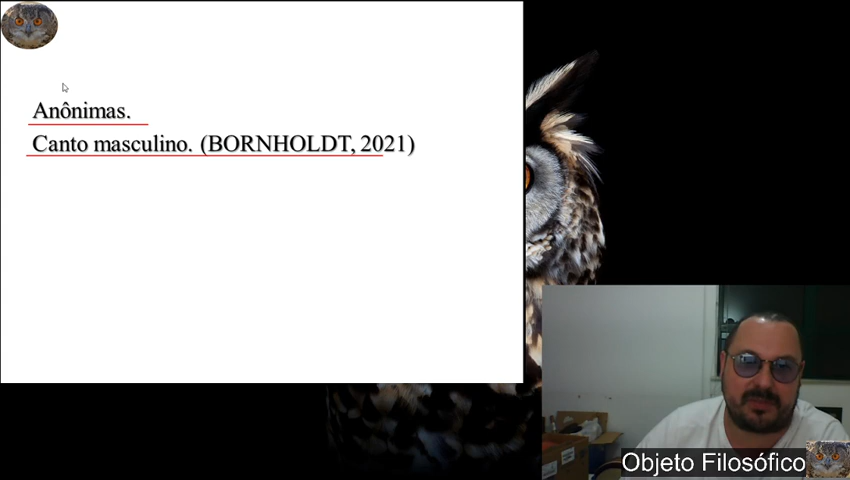 Anônimas.
Canto masculino. (BORNHOLDT, 2021)
Objeto Filosófico